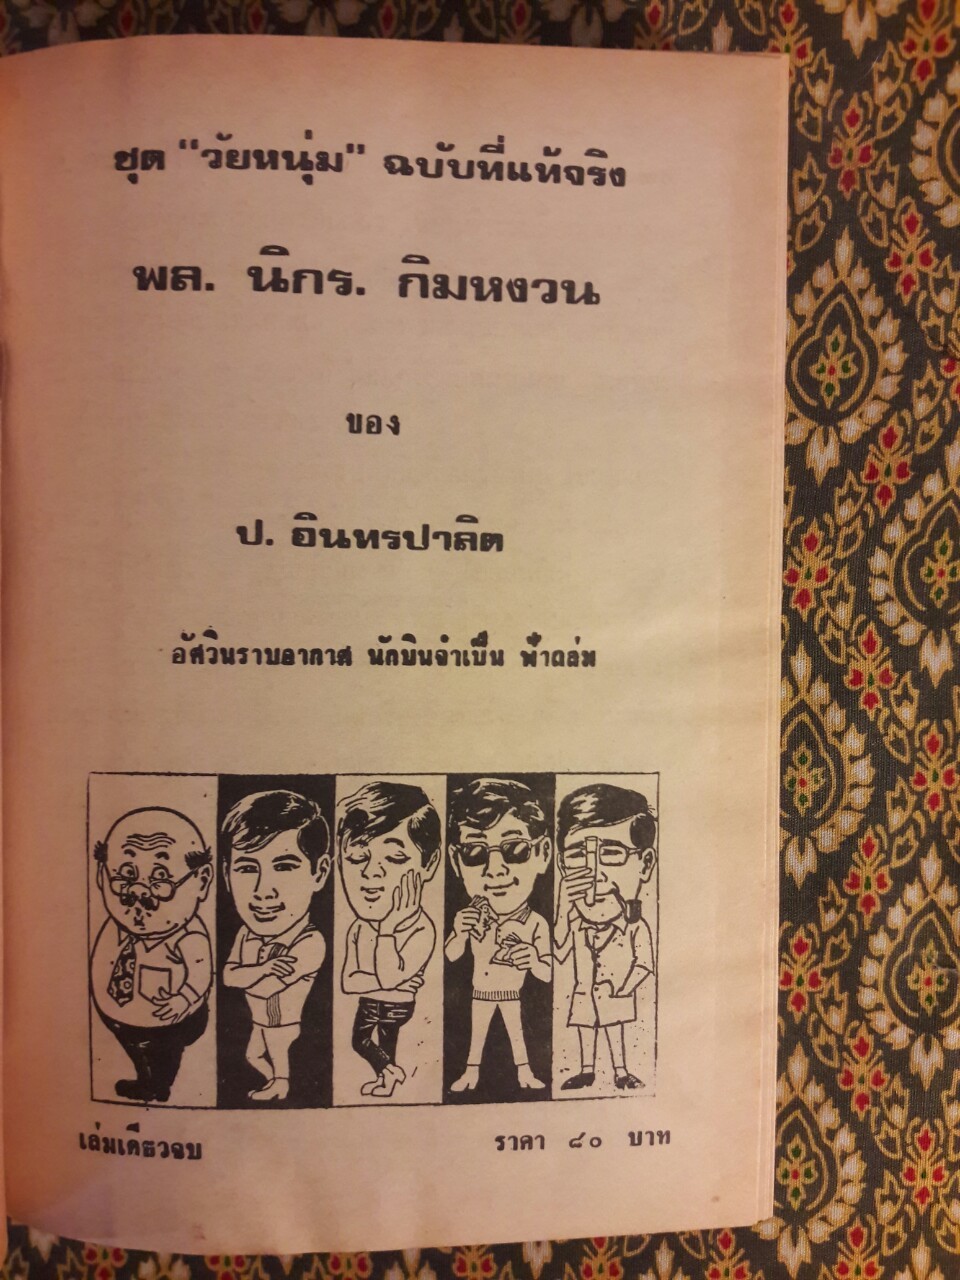 ชุด "วัยหนุ่ม" ฉบับที่แท้จริง
พล. นิกร. กิมหงวน
ของ
ป. อินทรปาลิต
อัศวินราบอากาศ นักบินจำเป็น ฟ้าถล่ม
เล่มเดียวจบ
ราคา ๘๐ บาท